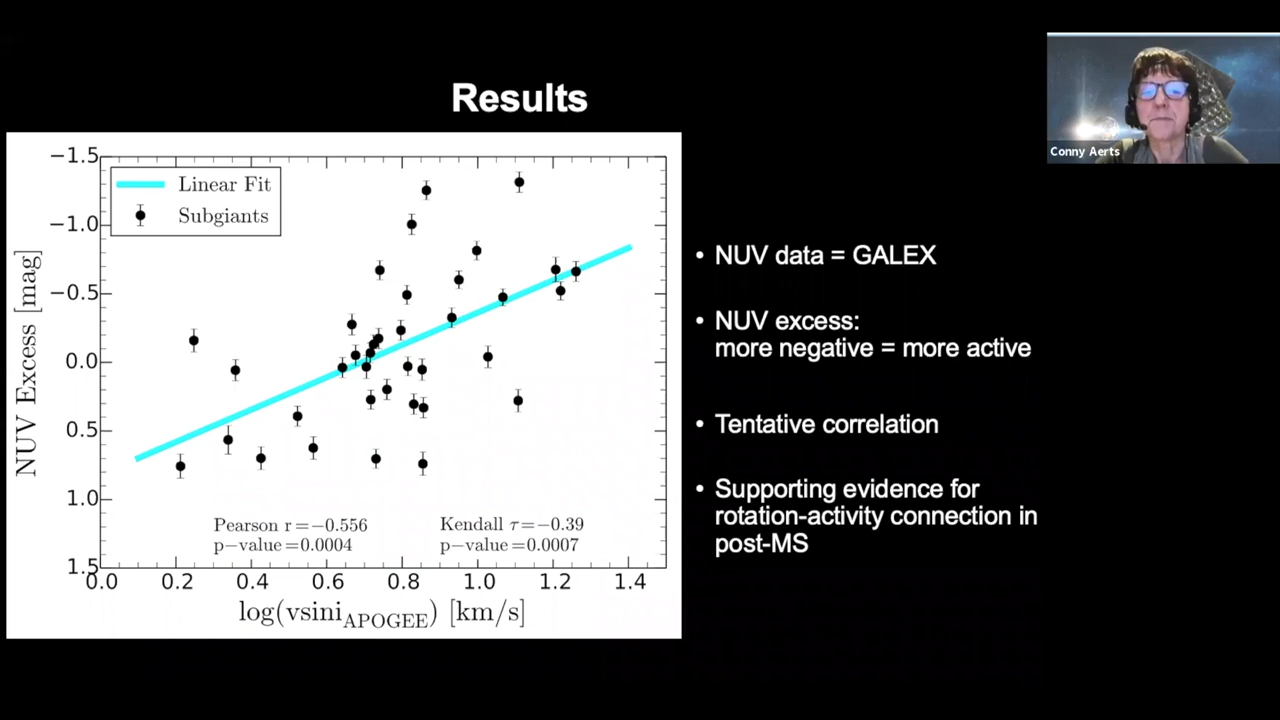 Results
Conny Aerts
−1.5
−1.0
−0.5
0.0
0.5
1.0
1.5
NUV Excess [mag]
Linear Fit
Subgiants
Pearson r=−0.556
p−value=0.0004
Kendall τ=−0.39
p−value=0.0007
0.0 0.2 0.4 0.6 0.8 1.0 1.2 1.4
log(vsini_APOGEE) [km/s]
• NUV data = GALEX
• NUV excess:
more negative = more active
• Tentative correlation
• Supporting evidence for
rotation-activity connection in
post-MS